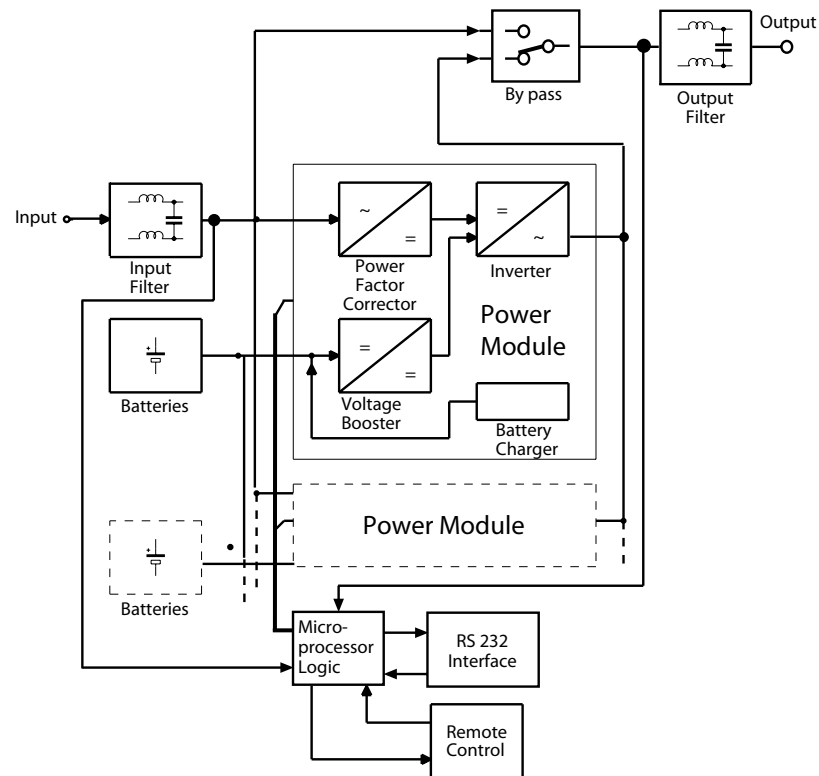 Output
By pass
Output
Filter
Input
Input
Filter
~
=
Power
Factor
Corrector
=
~
Inverter
Power
Module
+
Batteries
=
=
Voltage
Booster
Battery
Charger
Power Module
+
Batteries
Micro-
processor
Logic
RS 232
Interface
Remote
Control